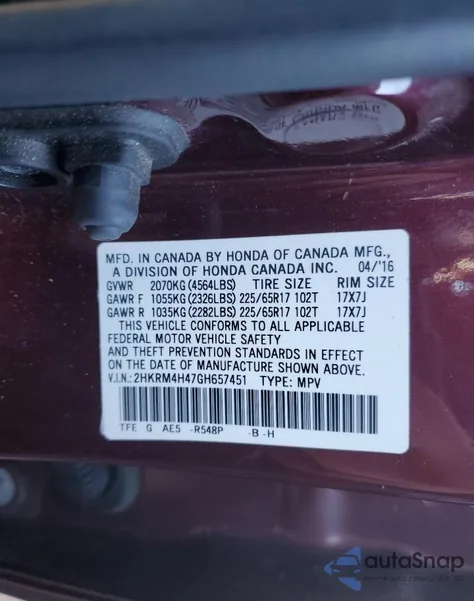 MFD. IN CANADA BY HONDA OF CANADA MFG.,
A DIVISION OF HONDA CANADA INC. 04/'16
GVWR 2070KG (4564LBS) TIRE SIZE RIM SIZE
GAWR F 1055KG (2326LBS) 225/65R17 102T 17X7J
GAWR R 1035KG (2282LBS) 225/65R17 102T 17X7J
THIS VEHICLE CONFORMS TO ALL APPLICABLE
FEDERAL MOTOR VEHICLE SAFETY
AND THEFT PREVENTION STANDARDS IN EFFECT
ON THE DATE OF MANUFACTURE SHOWN ABOVE.
V.I.N.: 2HKRM4H47GH657451 TYPE: MPV
TFE G AE5 -R548P -B -H
autoSnap